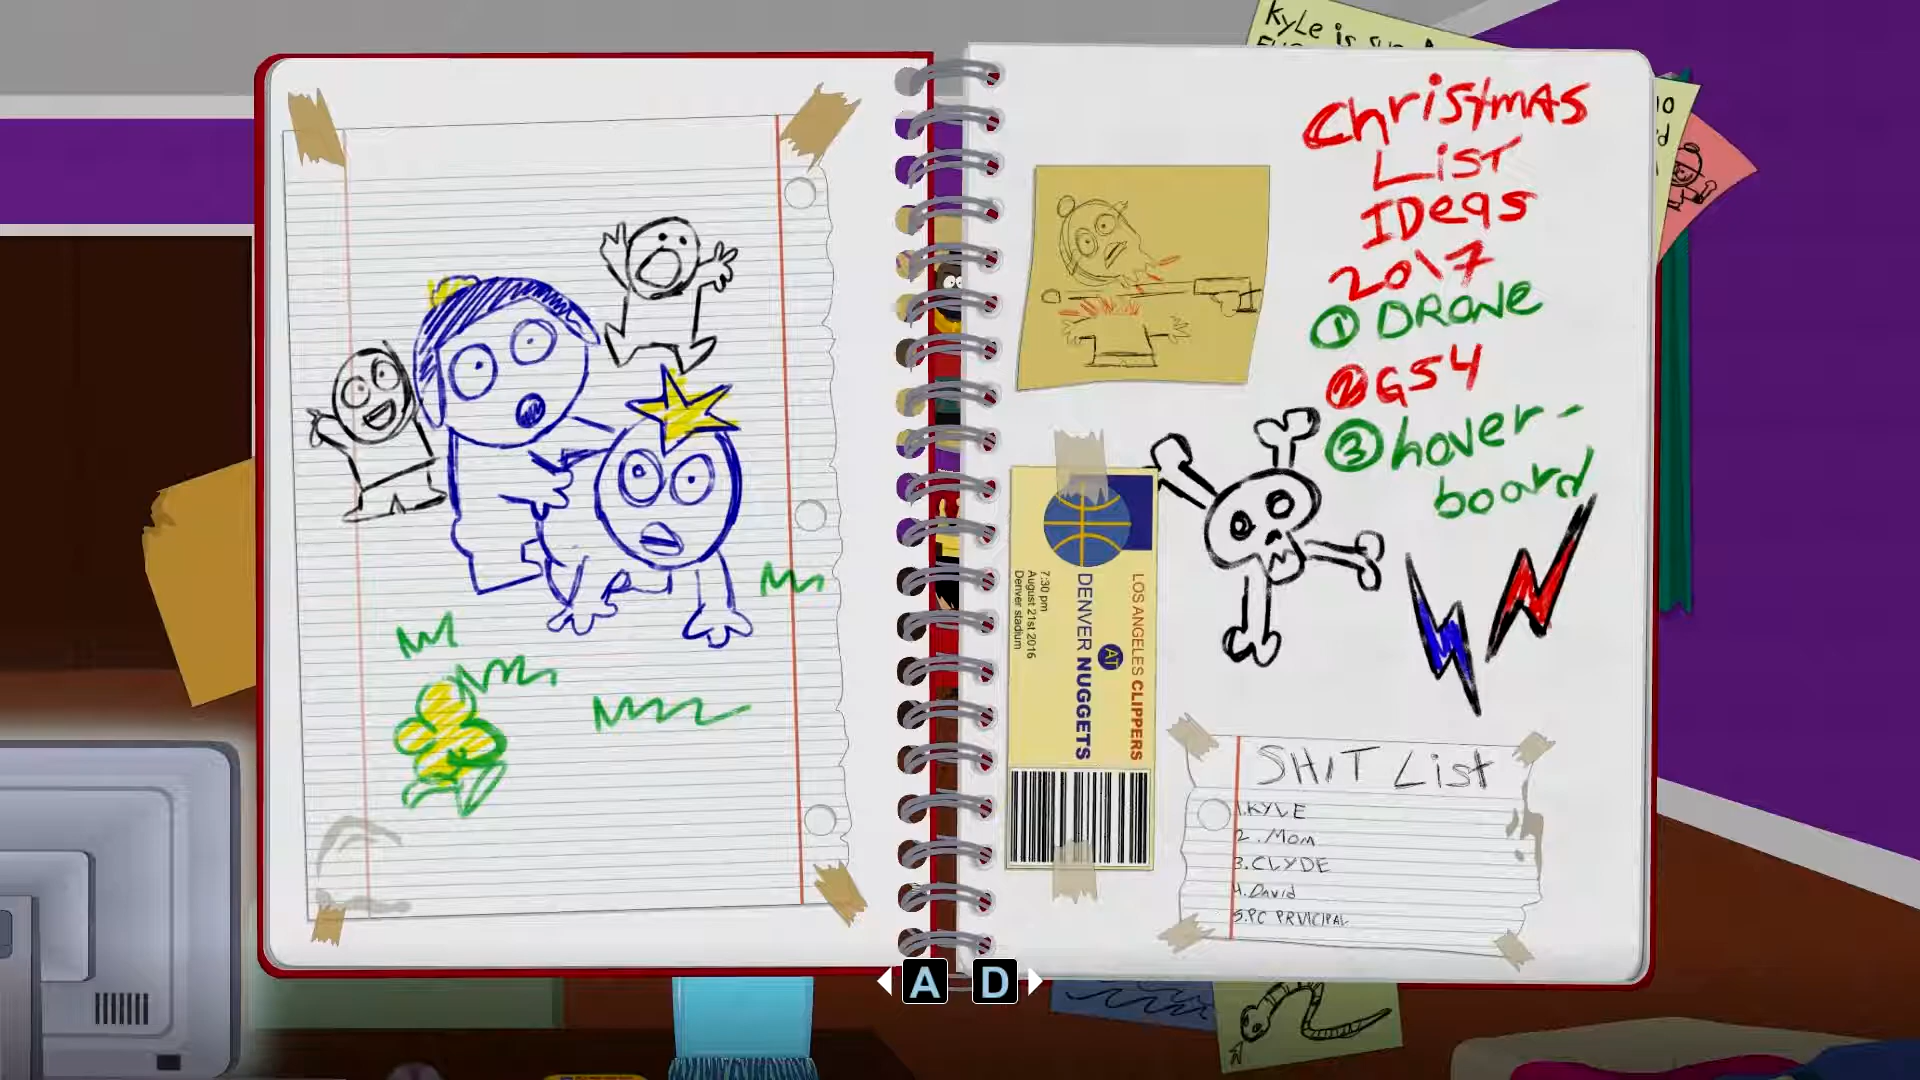 KyLe is
Christmas
List
IDeas
2017
① DRONE
② GS4
③ hover-
board
LOS ANGELES CLIPPERS
AT
DENVER NUGGETS
7:30 pm
August 21st 2016
Denver stadium
SHIT List
1.KYLE
2.Mom
3.CLYDE
4.David
5.PC PRVICIPAL
A D